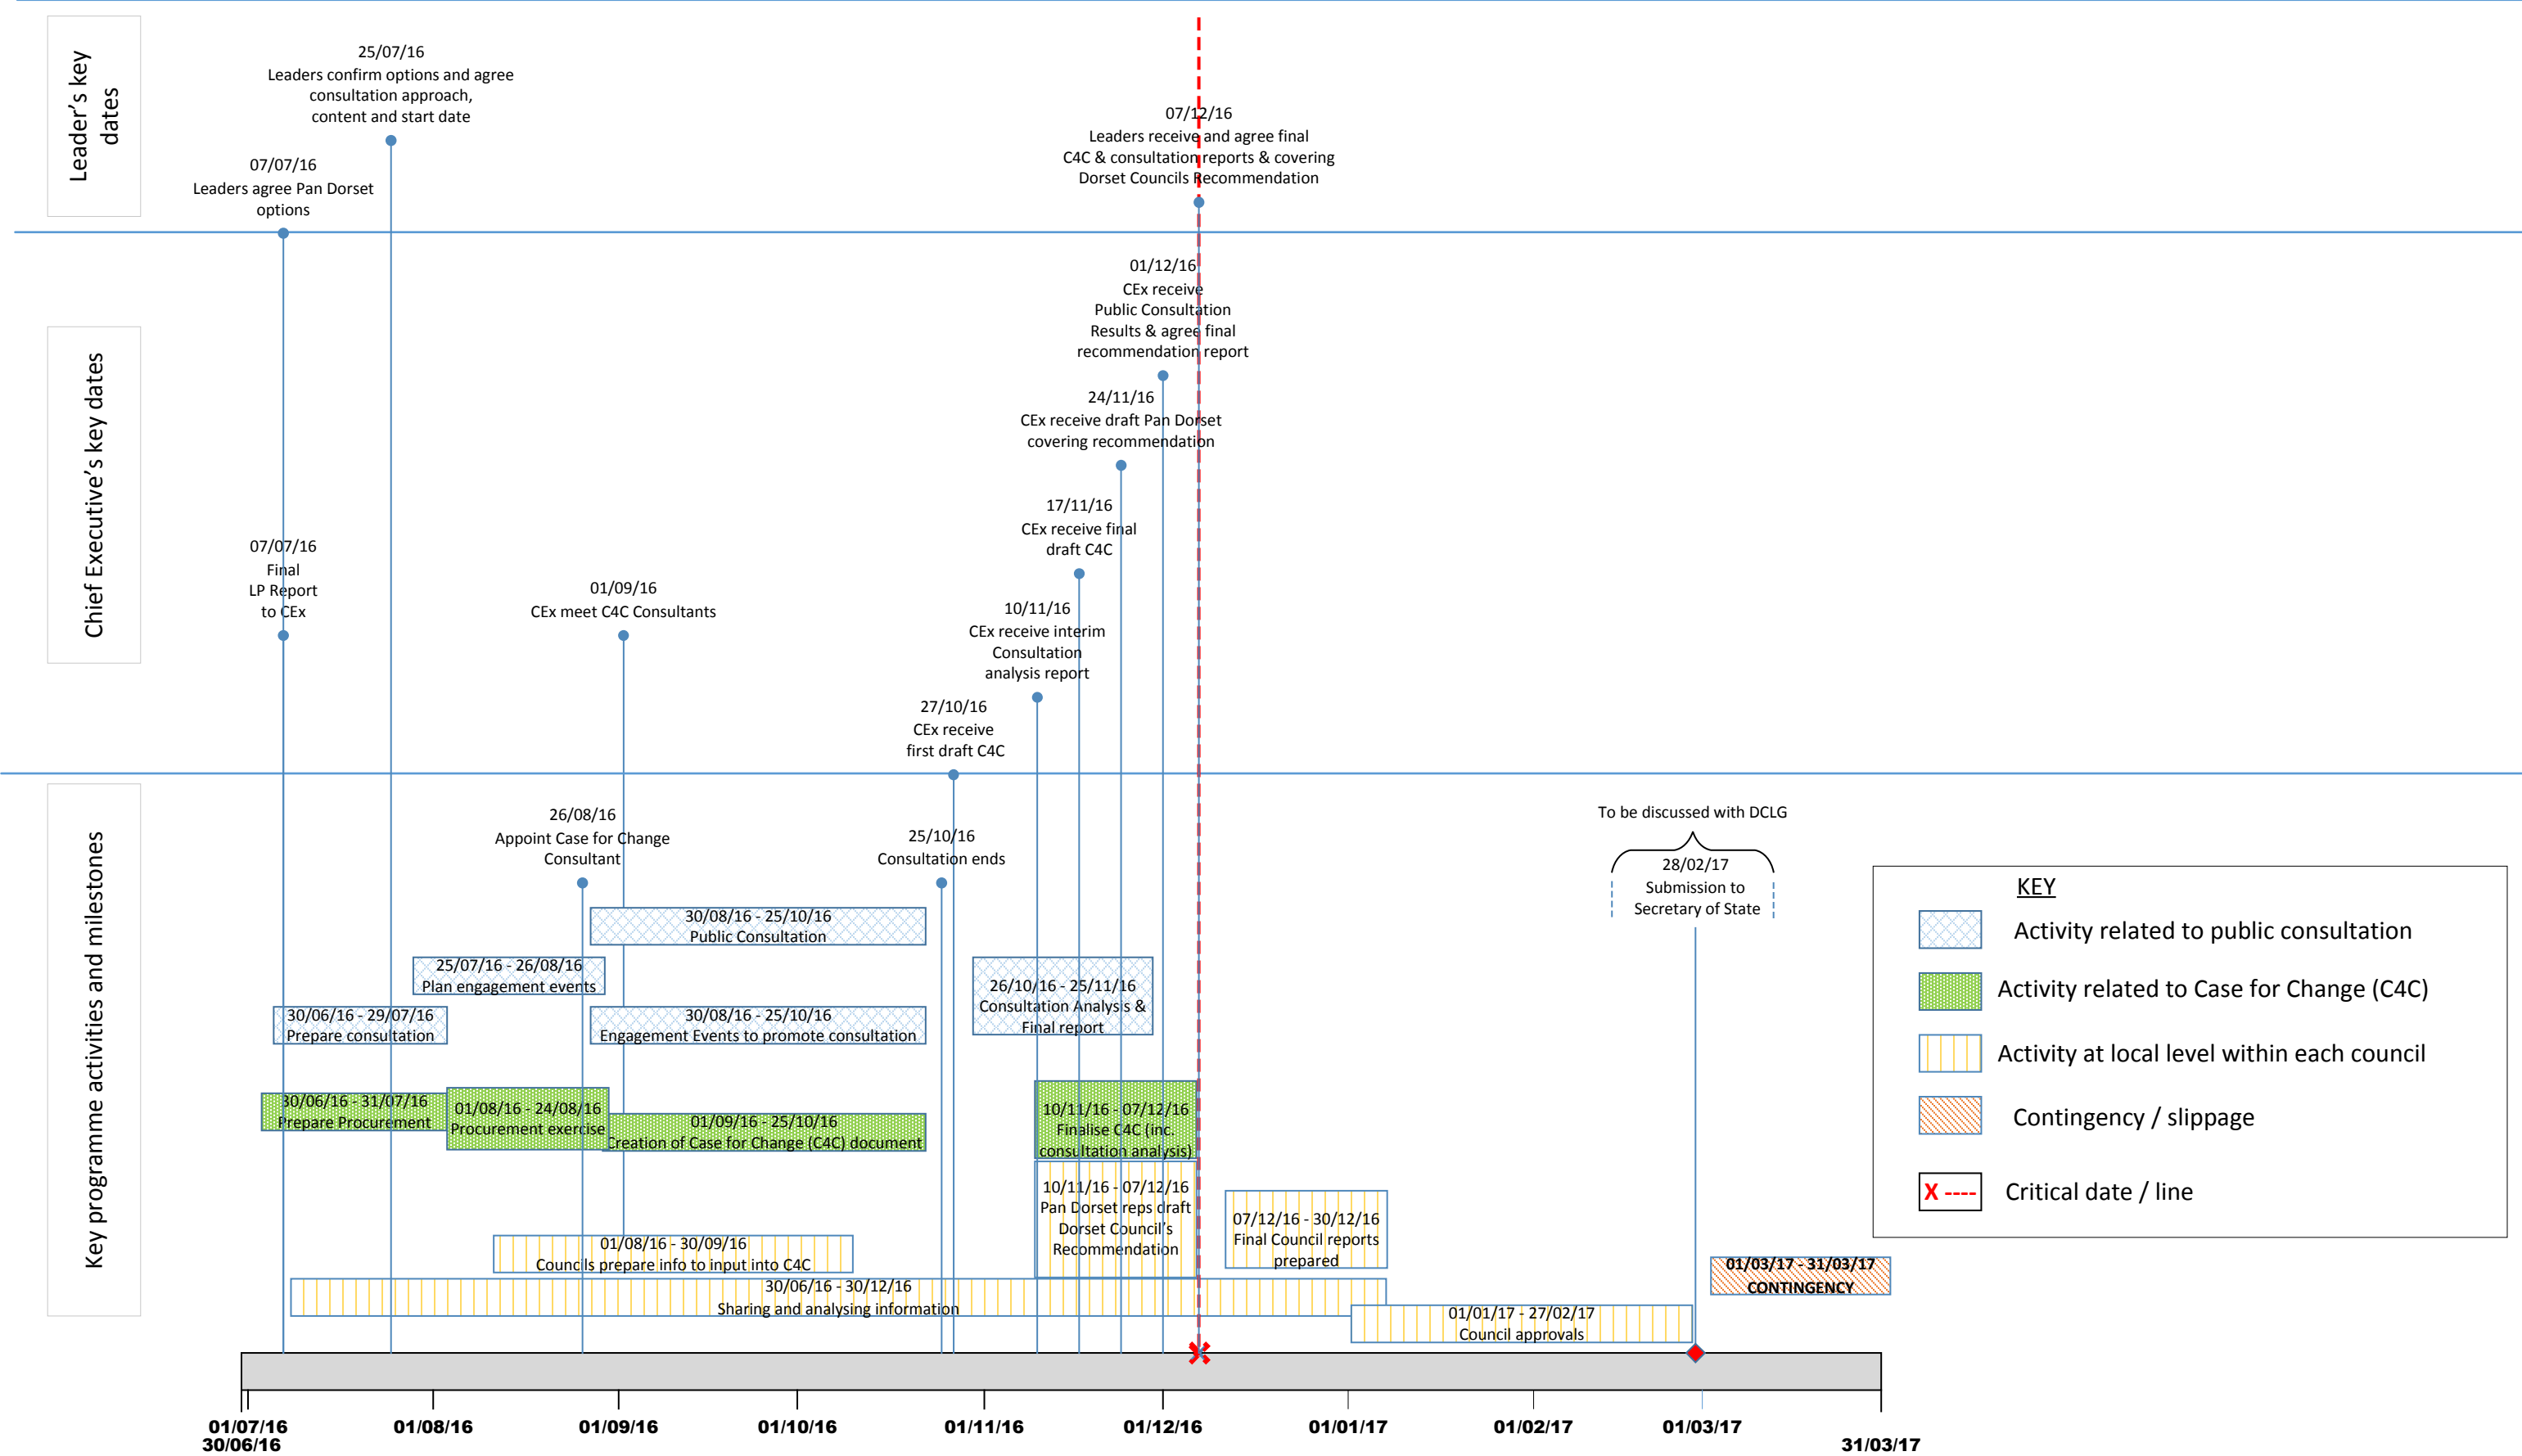 Leader's key
dates
25/07/16
Leaders confirm options and agree
consultation approach,
content and start date
07/07/16
Leaders agree Pan Dorset
options
07/12/16
Leaders receive and agree final
C4C & consultation reports & covering
Dorset Councils Recommendation
Chief Executive's key dates
01/12/16
CEx receive
Public Consultation
Results & agree final
recommendation report
24/11/16
CEx receive draft Pan Dorset
covering recommendation
17/11/16
CEx receive final
draft C4C
07/07/16
Final
LP Report
to CEx
01/09/16
CEx meet C4C Consultants
10/11/16
CEx receive interim
Consultation
analysis report
27/10/16
CEx receive
first draft C4C
Key programme activities and milestones
26/08/16
Appoint Case for Change
Consultant
25/10/16
Consultation ends
To be discussed with DCLG
28/02/17
Submission to
Secretary of State
30/08/16 - 25/10/16
Public Consultation
25/07/16 - 26/08/16
Plan engagement events
26/10/16 - 25/11/16
Consultation Analysis &
Final report
30/06/16 - 29/07/16
Prepare consultation
30/08/16 - 25/10/16
Engagement Events to promote consultation
30/06/16 - 31/07/16
Prepare Procurement
01/08/16 - 24/08/16
Procurement exercise
01/09/16 - 25/10/16
Creation of Case for Change (C4C) document
10/11/16 - 07/12/16
Finalise C4C (inc.
consultation analysis)
10/11/16 - 07/12/16
Pan Dorset reps draft
Dorset Council's
Recommendation
07/12/16 - 30/12/16
Final Council reports
prepared
01/08/16 - 30/09/16
Councils prepare info to input into C4C
30/06/16 - 30/12/16
Sharing and analysing information
01/01/17 - 27/02/17
Council approvals
01/03/17 - 31/03/17
CONTINGENCY
KEY
Activity related to public consultation
Activity related to Case for Change (C4C)
Activity at local level within each council
Contingency / slippage
X ----
Critical date / line
01/07/16
01/08/16
01/09/16
01/10/16
01/11/16
01/12/16
01/01/17
01/02/17
01/03/17
30/06/16
31/03/17